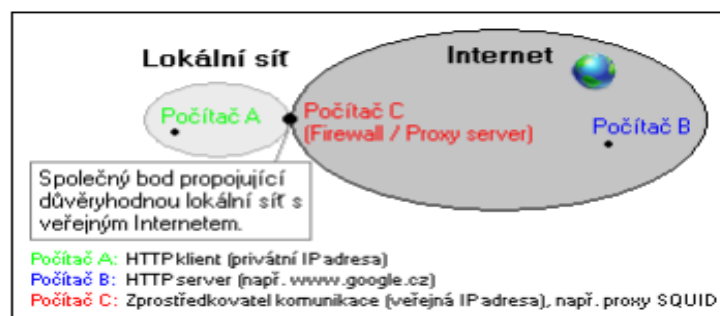 Lokální síť
Internet
Počítač A
Počítač C
(Firewall / Proxy server)
Počítač B
Společný bod propojující
důvěryhodnou lokální síť s
veřejným Internetem.
Počítač A: HTTP klient (privátní IP adresa)
Počítač B: HTTP server (např. www.google.cz)
Počítač C: Zprostředkovatel komunikace (veřejná IP adresa), např. proxy SQUID